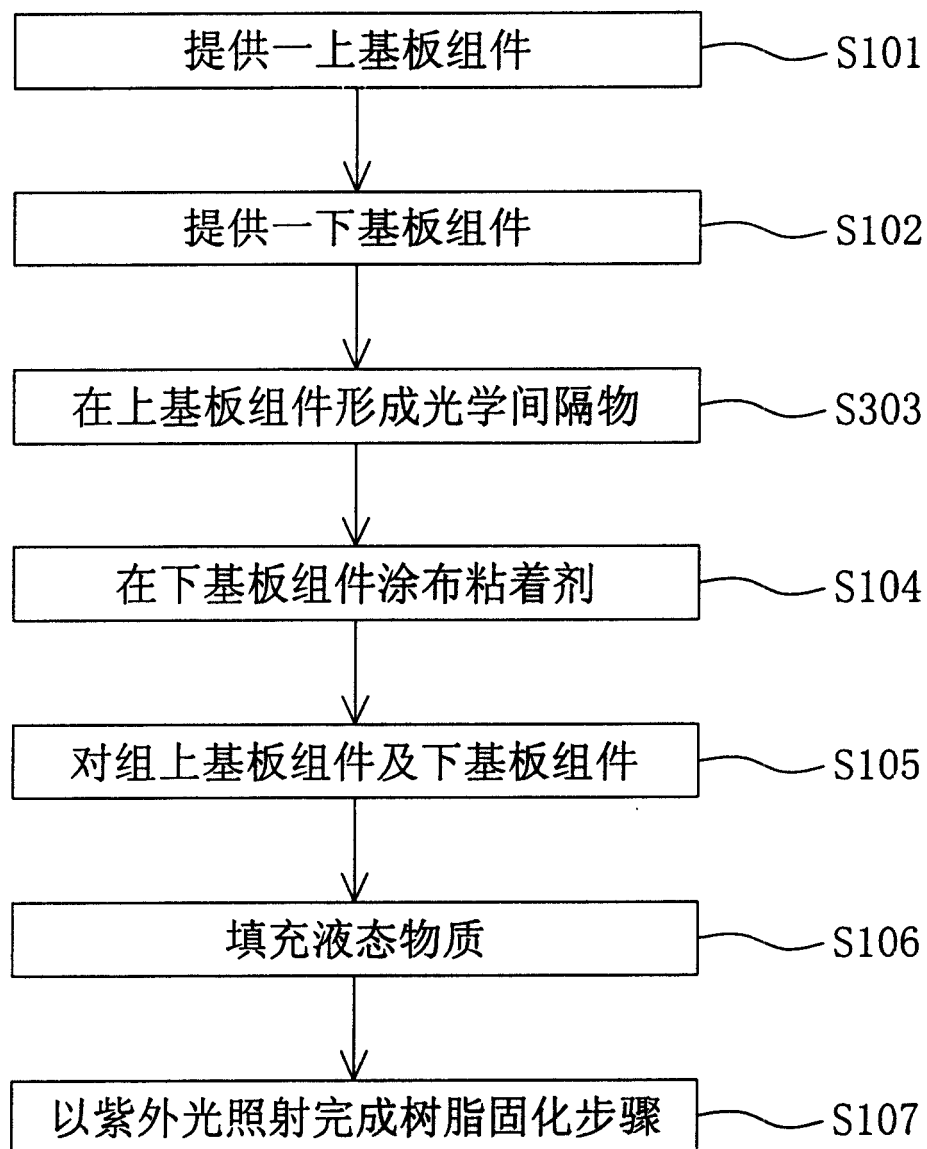 提供一上基板组件 S101
提供一下基板组件 S102
在上基板组件形成光学间隔物 S303
在下基板组件涂布粘着剂 S104
对组上基板组件及下基板组件 S105
填充液态物质 S106
以紫外光照射完成树脂固化步骤 S107